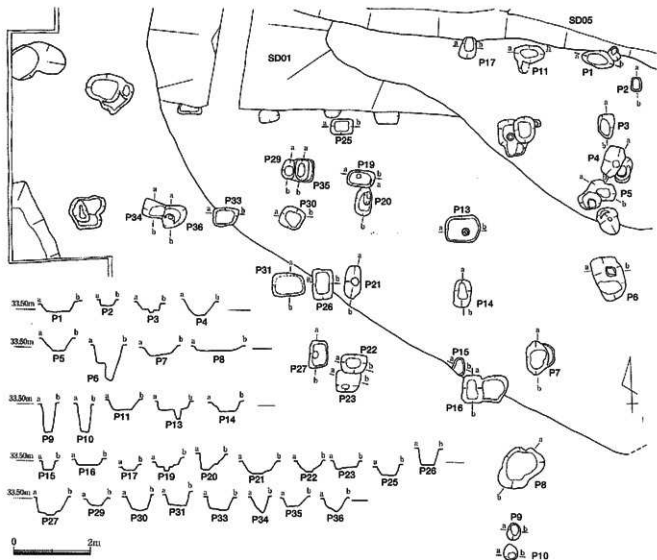 SD05
SD01
a b P17
a b P11
a b P1
a P2
a P3 b
a P4 b
a P5 b
a b P25
a a P29 P35 b b
P19 a b
a P20 b
a a P34 P36 b b
P33 a b
a b P30
P13 a b
a P6 b
P31 a b
a b P26
a P21 b
a P14 b
a P27 b
P22 a b
a b P23
P15 a b
a P16 b
a P7 b
a P8 b
P9 a b
a b P10
33.50m a b P1 a b P2 a b P3 a b P4
33.50m a b P5 a b P6 a b P7 a b P8
33.50m a b P9 a b P10 a b P11 a b P13 a b P14
33.50m a b P15 a b P16 a b P17 a b P19 a b P20 a b P21 a b P22 a b P23 a b P25 a b P26
33.50m a b P27 a b P29 a b P30 a b P31 a b P33 a b P34 a b P35 a b P36
0 2m